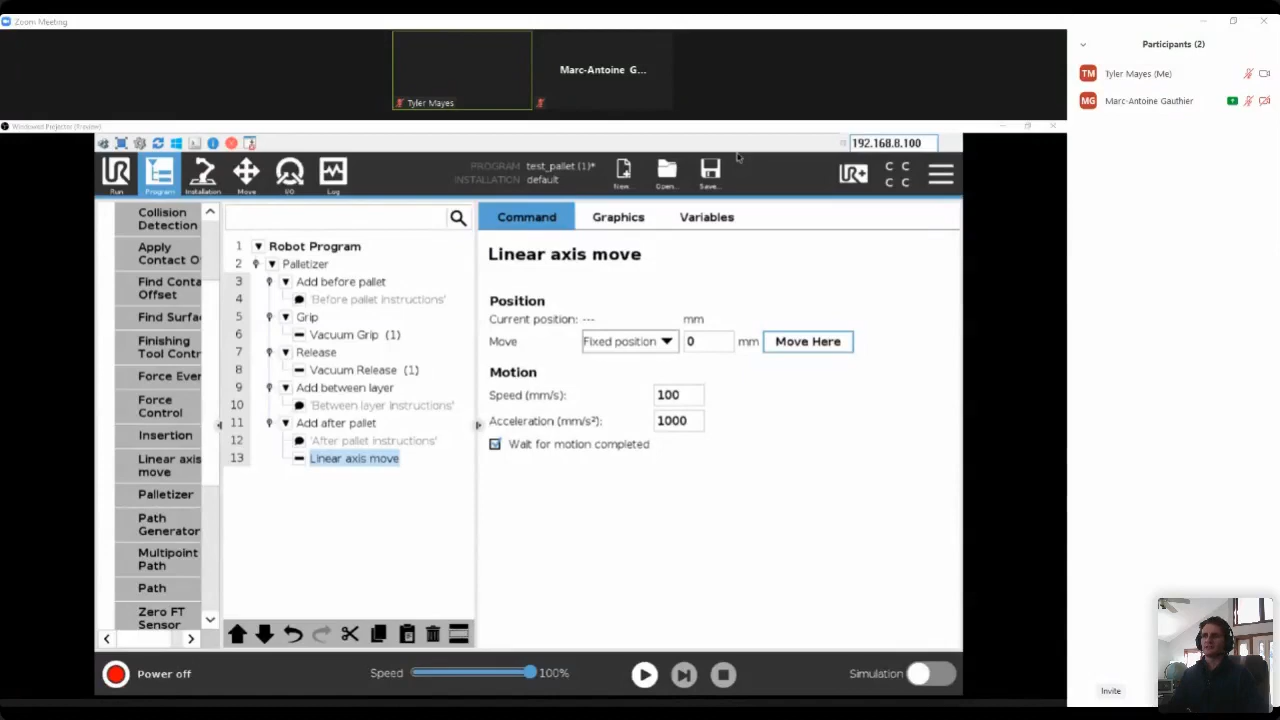 Zoom Meeting
Participants (2)
Marc-Antoine G...
Tyler Mayes
Tyler Mayes (Me)
Marc-Antoine Gauthier
Windowed Projector (Preview)
192.168.8.100
Run
Program
Installation
Move
I/O
Log
PROGRAM test_pallet (1)*
INSTALLATION default
New...
Open...
Save...
UR+
C C
C C
Collision
Detection
Apply
Contact O
Find Conta
Offset
Find Surfa
Finishing
Tool Contr
Force Ever
Force
Control
Insertion
Linear axis
move
Palletizer
Path
Generator
Multipoint
Path
Path
Zero FT
Sensor
1 Robot Program
2 Palletizer
3 Add before pallet
4 'Before pallet instructions'
5 Grip
6 Vacuum Grip (1)
7 Release
8 Vacuum Release (1)
9 Add between layer
10 'Between layer instructions'
11 Add after pallet
12 'After pallet instructions'
13 Linear axis move
Command Graphics Variables
Linear axis move
Position
Current position: --- mm
Move Fixed position 0 mm Move Here
Motion
Speed (mm/s): 100
Acceleration (mm/s²): 1000
Wait for motion completed
Power off
Speed 100%
Simulation
Invite